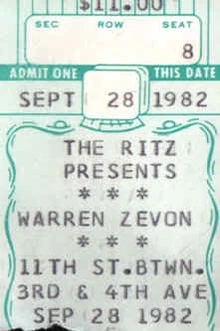 $11.00
SEC ROW SEAT
8
ADMIT ONE THIS DATE
SEPT 28 1982
THE RITZ
PRESENTS
* * *
WARREN ZEVON
* * *
11TH ST.BTWN.
3RD & 4TH AVE
SEP 28 1982